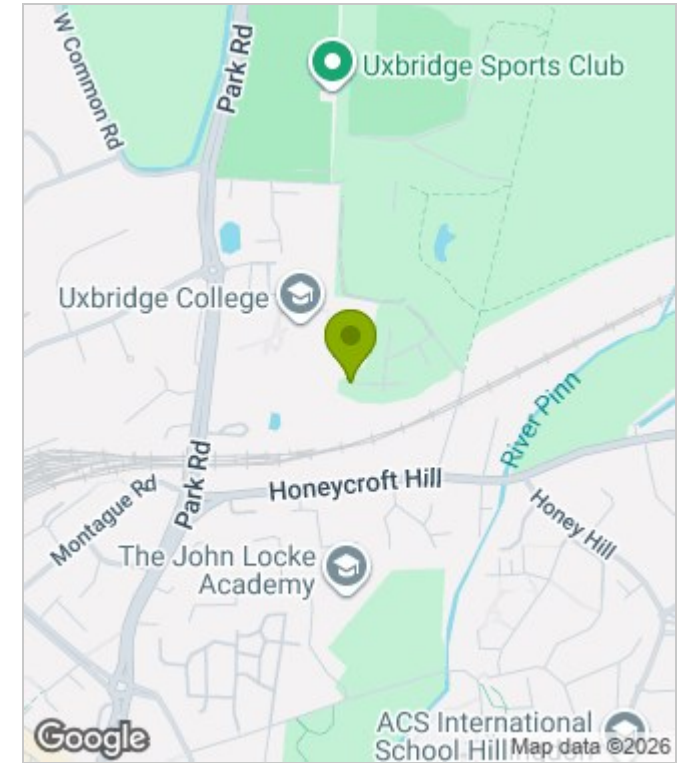 W Common Rd
Park Rd
Uxbridge Sports Club
Uxbridge College
River Pinn
Park Rd
Honeycroft Hill
Montague Rd
Honey Hill
The John Locke
Academy
ACS International
School Hill
Google
Map data ©2026